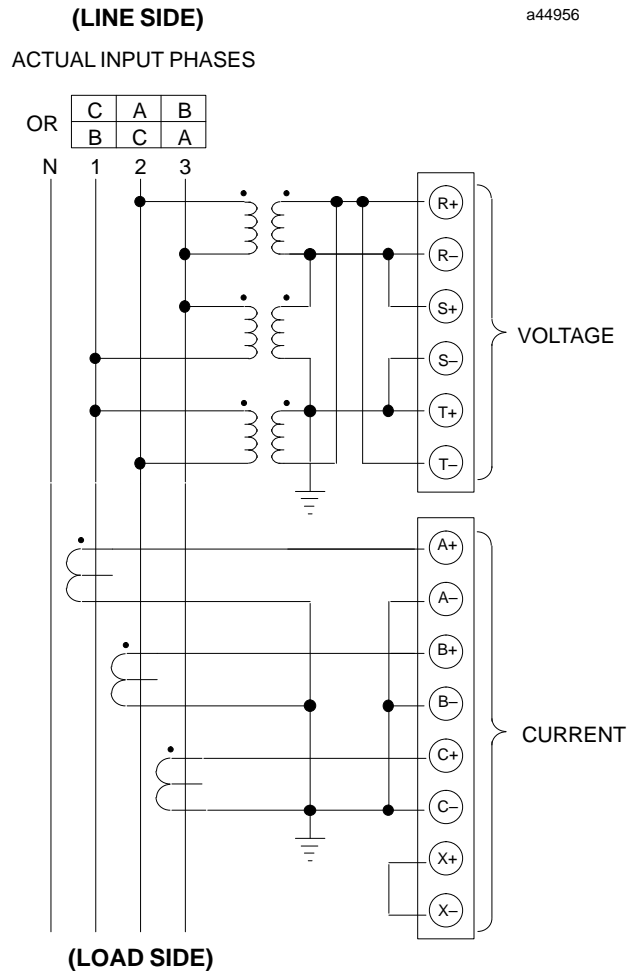 (LINE SIDE)
a44956
ACTUAL INPUT PHASES
OR
C A B
B C A
N 1 2 3
R+
R–
S+
S–
T+
T–
VOLTAGE
A+
A–
B+
B–
C+
C–
X+
X–
CURRENT
(LOAD SIDE)